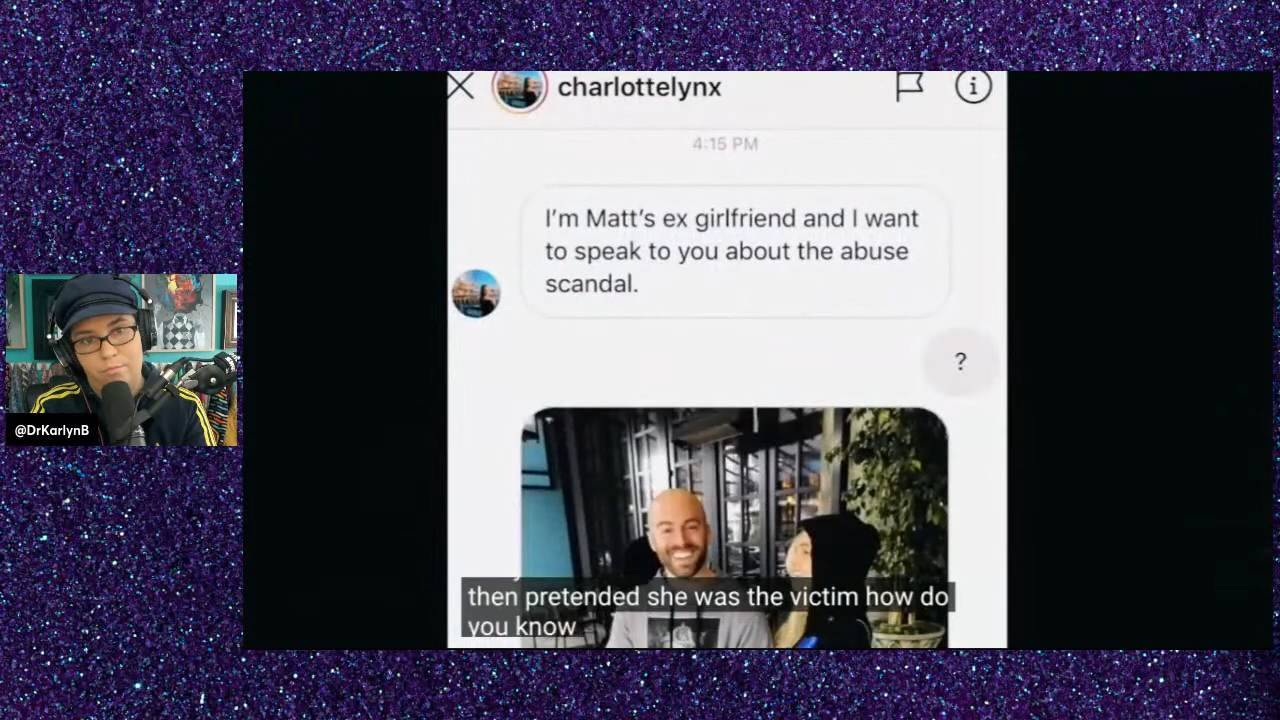 charlottelynx
4:15 PM
I'm Matt's ex girlfriend and I want
to speak to you about the abuse
scandal.
?
@DrKarlynB
then pretended she was the victim how do
you know